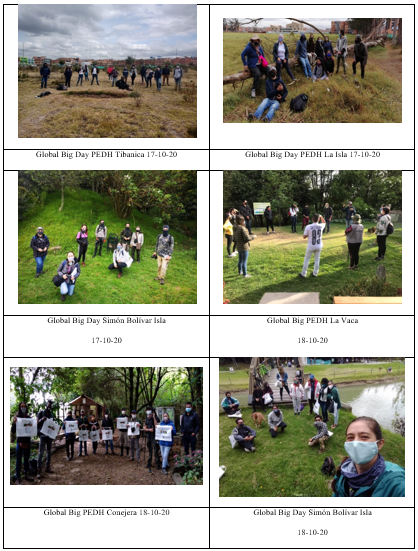 Global Big Day PEDH Tibanica 17-10-20
Global Big Day PEDH La Isla 17-10-20
Global Big Day Simón Bolívar Isla
17-10-20
Global Big PEDH La Vaca
18-10-20
Global Big PEDH Conejera 18-10-20
Global Big Day Simón Bolívar Isla
18-10-20